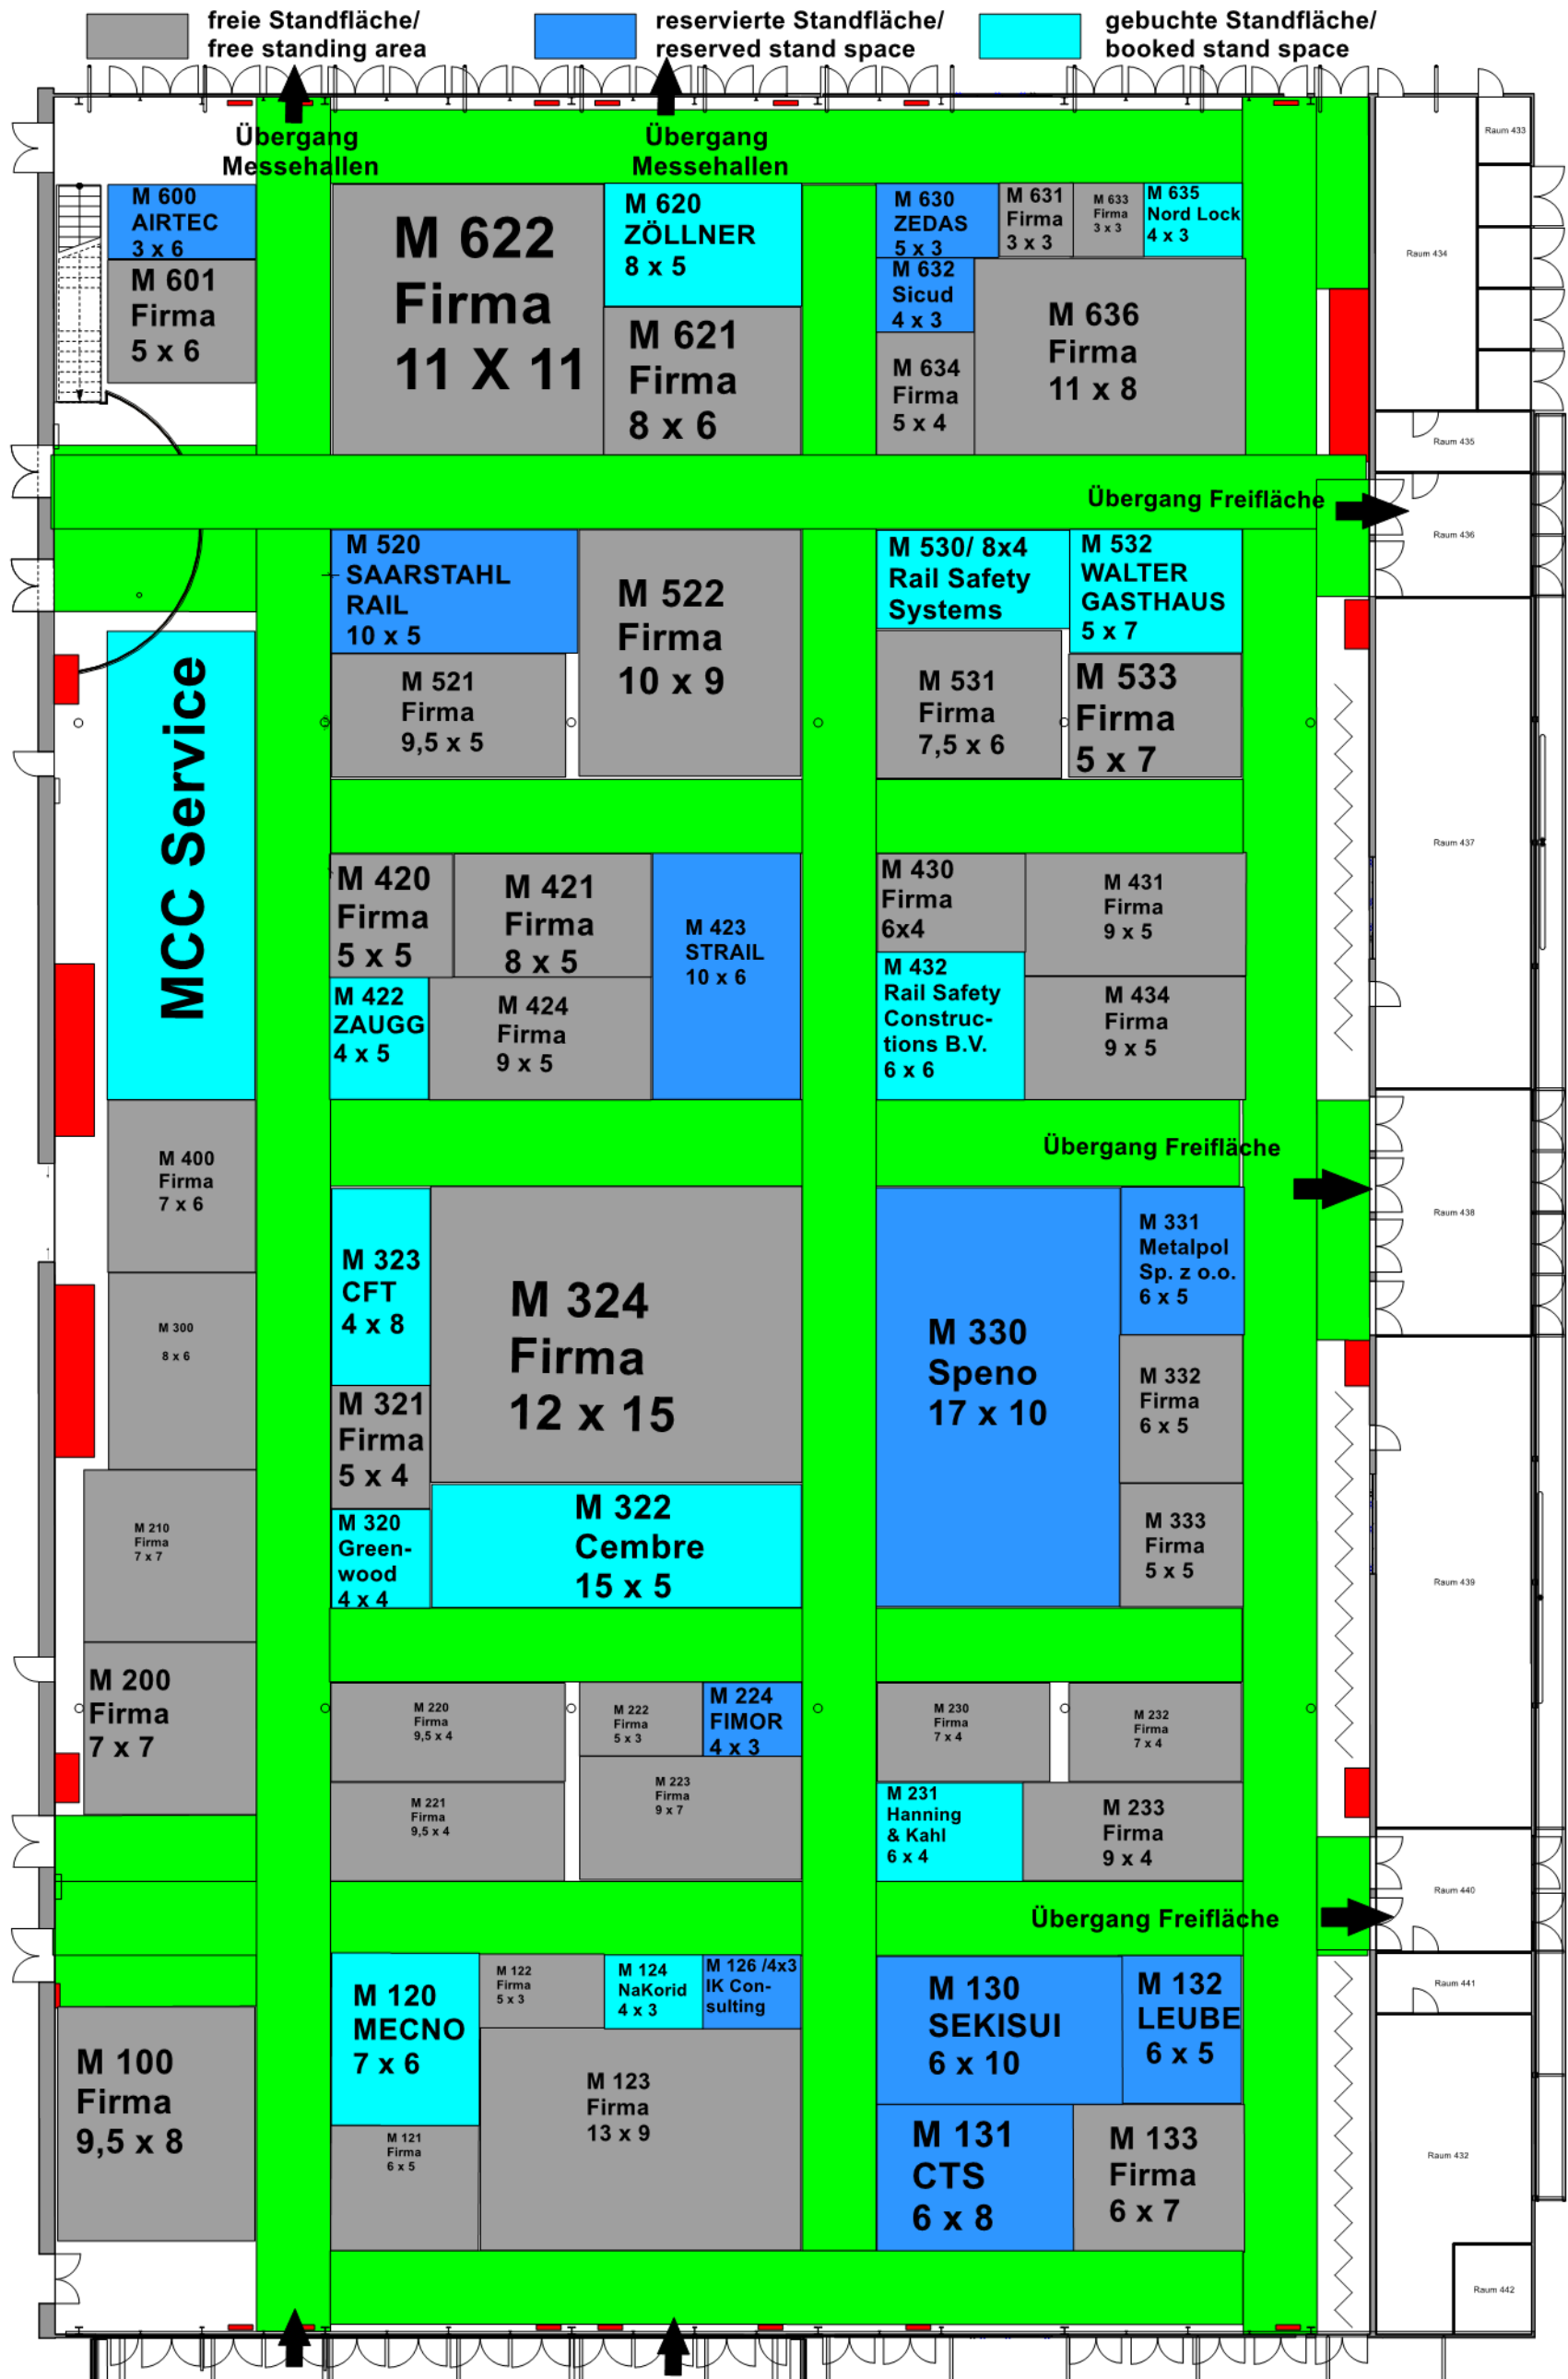 freie Standfläche/
free standing area
reservierte Standfläche/
reserved stand space
gebuchte Standfläche/
booked stand space
Übergang
Messehallen
Übergang
Messehallen
M 600
AIRTEC
3 x 6
M 601
Firma
5 x 6
M 622
Firma
11 X 11
M 620
ZÖLLNER
8 x 5
M 621
Firma
8 x 6
M 630
ZEDAS
5 x 3
M 631
Firma
3 x 3
M 633
Firma
3 x 3
M 635
Nord Lock
4 x 3
M 632
Sicud
4 x 3
M 634
Firma
5 x 4
M 636
Firma
11 x 8
Raum 433
Raum 434
Raum 435
Übergang Freifläche
Raum 436
M 520
SAARSTAHL
RAIL
10 x 5
M 521
Firma
9,5 x 5
M 522
Firma
10 x 9
M 530/ 8x4
Rail Safety
Systems
M 532
WALTER
GASTHAUS
5 x 7
M 531
Firma
7,5 x 6
M 533
Firma
5 x 7
MCC Service
Raum 437
M 420
Firma
5 x 5
M 421
Firma
8 x 5
M 423
STRAIL
10 x 6
M 422
ZAUGG
4 x 5
M 424
Firma
9 x 5
M 430
Firma
6x4
M 431
Firma
9 x 5
M 432
Rail Safety
Construc-
tions B.V.
6 x 6
M 434
Firma
9 x 5
Übergang Freifläche
Raum 438
M 400
Firma
7 x 6
M 300
8 x 6
M 210
Firma
7 x 7
M 200
Firma
7 x 7
M 323
CFT
4 x 8
M 324
Firma
12 x 15
M 321
Firma
5 x 4
M 320
Green-
wood
4 x 4
M 322
Cembre
15 x 5
M 330
Speno
17 x 10
M 331
Metalpol
Sp. z o.o.
6 x 5
M 332
Firma
6 x 5
M 333
Firma
5 x 5
Raum 439
M 220
Firma
9,5 x 4
M 222
Firma
5 x 3
M 224
FIMOR
4 x 3
M 221
Firma
9,5 x 4
M 223
Firma
9 x 7
M 230
Firma
7 x 4
M 232
Firma
7 x 4
M 231
Hanning
& Kahl
6 x 4
M 233
Firma
9 x 4
Übergang Freifläche
Raum 440
Raum 441
M 100
Firma
9,5 x 8
M 120
MECNO
7 x 6
M 122
Firma
5 x 3
M 124
NaKorid
4 x 3
M 126 /4x3
IK Con-
sulting
M 121
Firma
6 x 5
M 123
Firma
13 x 9
M 130
SEKISUI
6 x 10
M 132
LEUBE
6 x 5
M 131
CTS
6 x 8
M 133
Firma
6 x 7
Raum 432
Raum 442